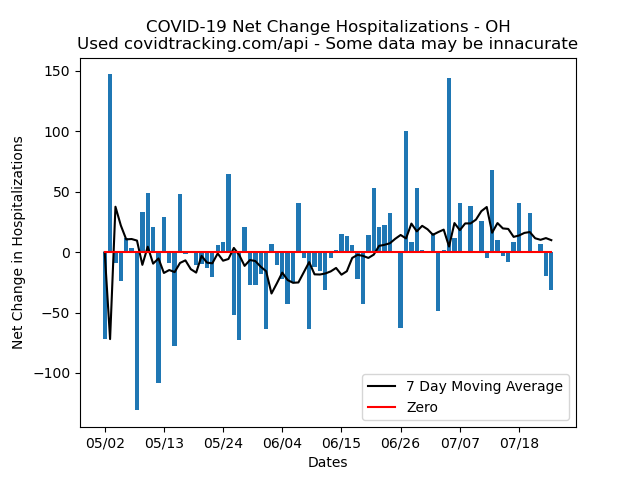 COVID-19 Net Change Hospitalizations - OH
Used covidtracking.com/api - Some data may be innacurate
Net Change in Hospitalizations
150
100
50
0
−50
−100
7 Day Moving Average
Zero
05/02 05/13 05/24 06/04 06/15 06/26 07/07 07/18
Dates